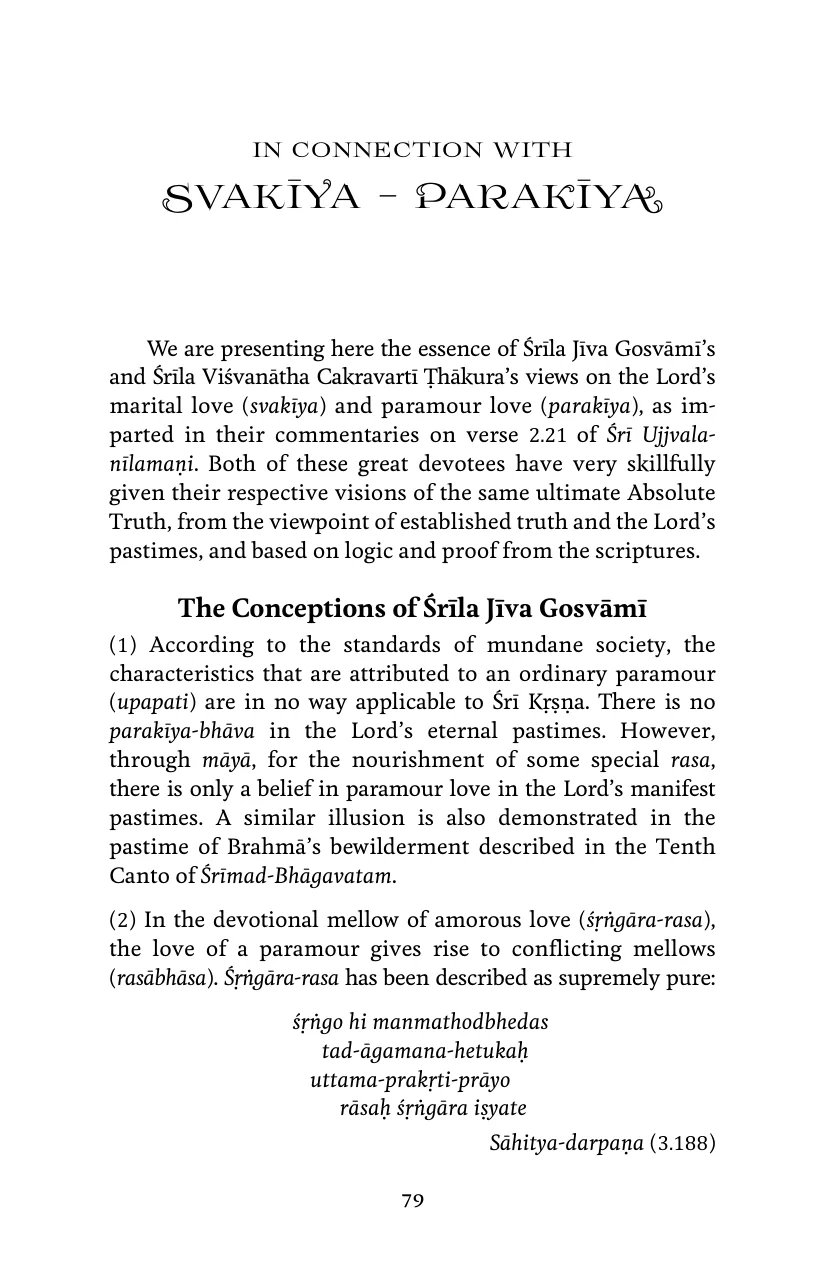 IN CONNECTION WITH
SVAKĪYA – PARAKĪYA
We are presenting here the essence of Śrīla Jīva Gosvāmī’s
and Śrīla Viśvanātha Cakravartī Ṭhākura’s views on the Lord’s
marital love (svakīya) and paramour love (parakīya), as im-
parted in their commentaries on verse 2.21 of Śrī Ujjvala-
nīlamaṇi. Both of these great devotees have very skillfully
given their respective visions of the same ultimate Absolute
Truth, from the viewpoint of established truth and the Lord’s
pastimes, and based on logic and proof from the scriptures.
The Conceptions of Śrīla Jīva Gosvāmī
(1) According to the standards of mundane society, the
characteristics that are attributed to an ordinary paramour
(upapati) are in no way applicable to Śrī Kṛṣṇa. There is no
parakīya-bhāva in the Lord’s eternal pastimes. However,
through māyā, for the nourishment of some special rasa,
there is only a belief in paramour love in the Lord’s manifest
pastimes. A similar illusion is also demonstrated in the
pastime of Brahmā’s bewilderment described in the Tenth
Canto of Śrīmad-Bhāgavatam.
(2) In the devotional mellow of amorous love (śṛṅgāra-rasa),
the love of a paramour gives rise to conflicting mellows
(rasābhāsa). Śṛṅgāra-rasa has been described as supremely pure:
śṛṅgo hi manmathodbhedas
tad-āgamana-hetukaḥ
uttama-prakṛti-prāyo
rāsaḥ śṛṅgāra iṣyate
Sāhitya-darpaṇa (3.188)
79